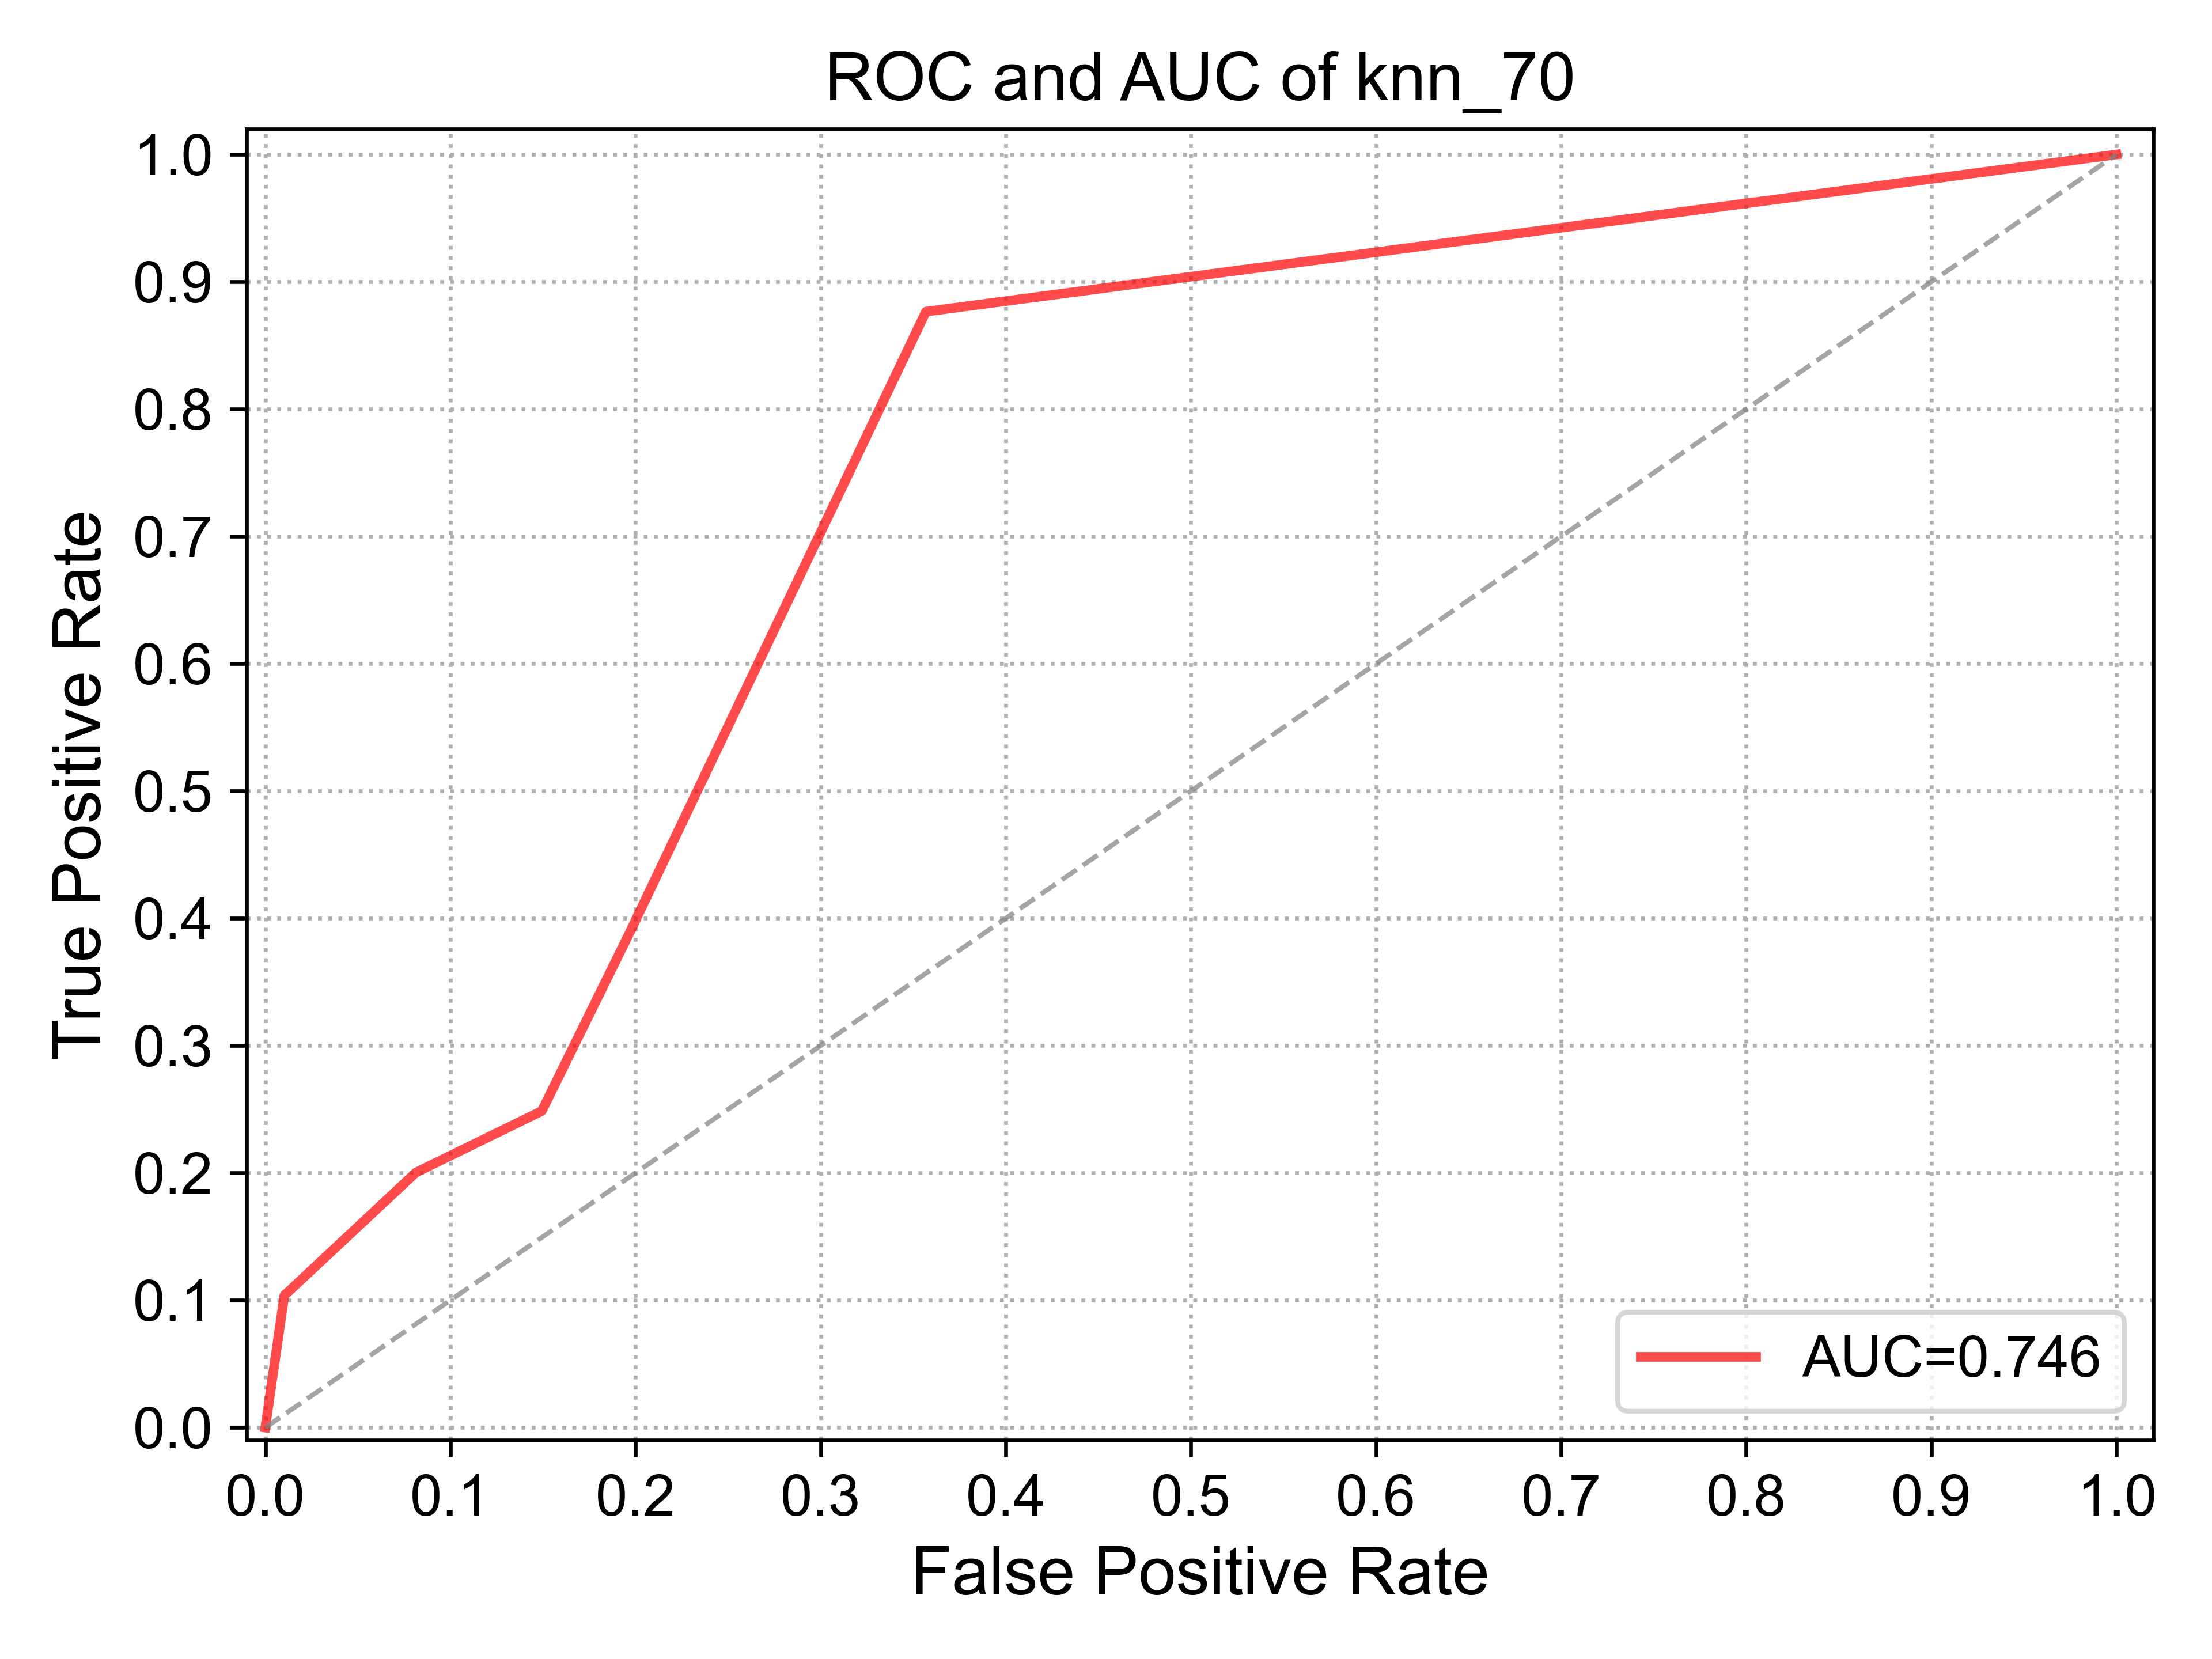 ROC and AUC of knn_70
True Positive Rate
1.0
0.9
0.8
0.7
0.6
0.5
0.4
0.3
0.2
0.1
0.0
AUC=0.746
0.0 0.1 0.2 0.3 0.4 0.5 0.6 0.7 0.8 0.9 1.0
False Positive Rate